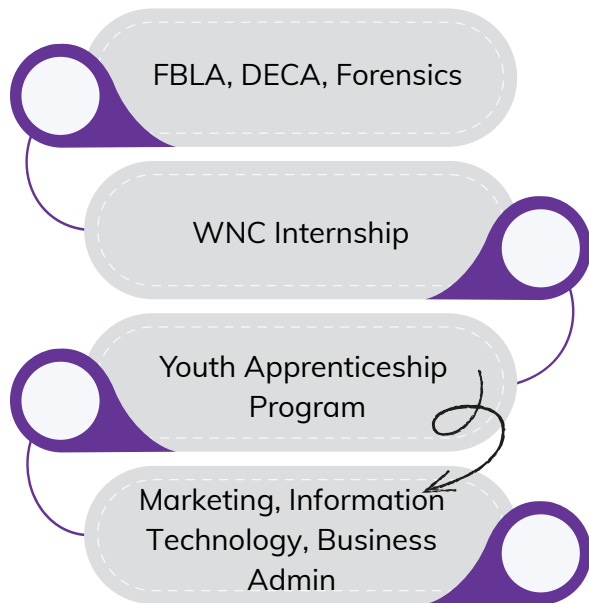 FBLA, DECA, Forensics
WNC Internship
Youth Apprenticeship
Program
Marketing, Information
Technology, Business
Admin